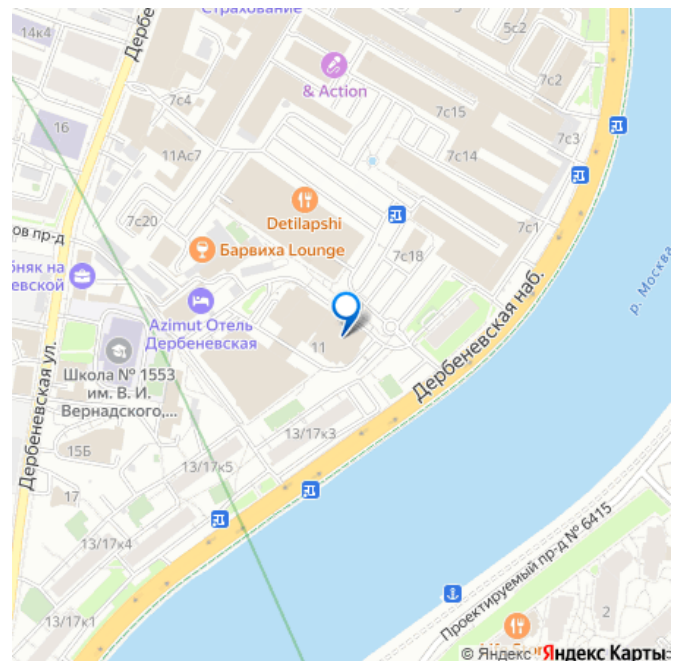 Страхование
14к4
Дербе
7с4
5с2
7с2
& Action
7с15
16
7с3
11Ас7
7с14
Detilapshi
7с20
7с1
ов пр-д
Барвиха Lounge
7с18
р. Москва
бняк на
евской
Azimut Отель
Дербеневская
Дербеневская наб.
11
Школа № 1553
им. В. И.
Вернадского,...
Дербеневская ул.
13/17к3
15Б
13/17к5
17
13/17к4
Проектируемый пр-д № 6415
2
13/17к1
© Яндекс Яндекс Карты